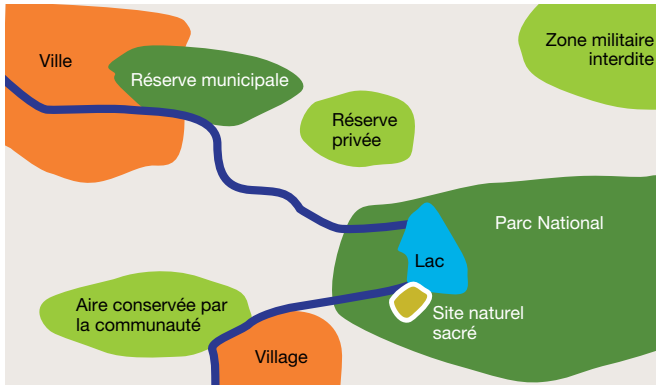 Ville
Zone militaire
interdite
Réserve municipale
Réserve
privée
Parc National
Lac
Aire conservée par
la communauté
Site naturel
sacré
Village